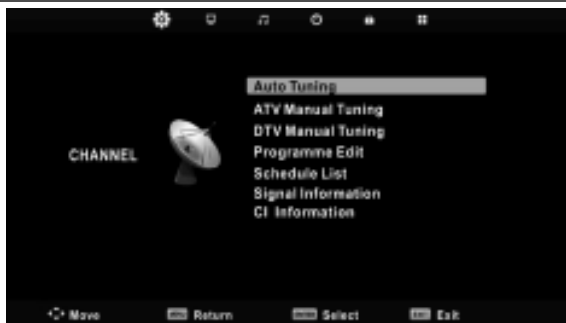 Auto Tuning
ATV Manual Tuning
DTV Manual Tuning
CHANNEL
Programme Edit
Schedule List
Signal Information
CI Information
Move Return Select Exit